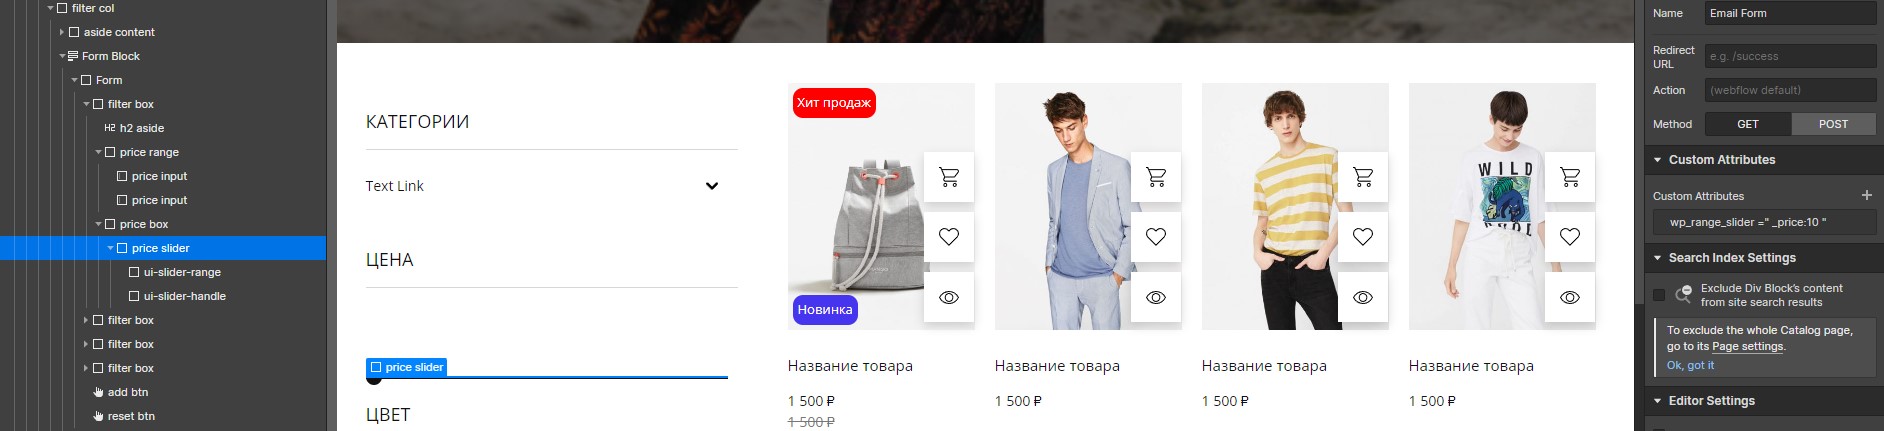 filter col
aside content
Form Block
Form
filter box
H2 h2 aside
price range
price input
price input
price box
price slider
ui-slider-range
ui-slider-handle
filter box
filter box
filter box
add btn
reset btn
КАТЕГОРИИ
Text Link
ЦЕНА
price slider
ЦВЕТ
Хит продаж
Новинка
WILD
Название товара
1 500 ₽
1 500 ₽
Название товара
1 500 ₽
Название товара
1 500 ₽
Название товара
1 500 ₽
Name
Email Form
Redirect
URL
e.g. /success
Action
(webflow default)
Method
GET
POST
Custom Attributes
Custom Attributes
wp_range_slider =" _price:10 "
Search Index Settings
Exclude Div Block's content
from site search results
To exclude the whole Catalog page,
go to its Page settings.
Ok, got it
Editor Settings